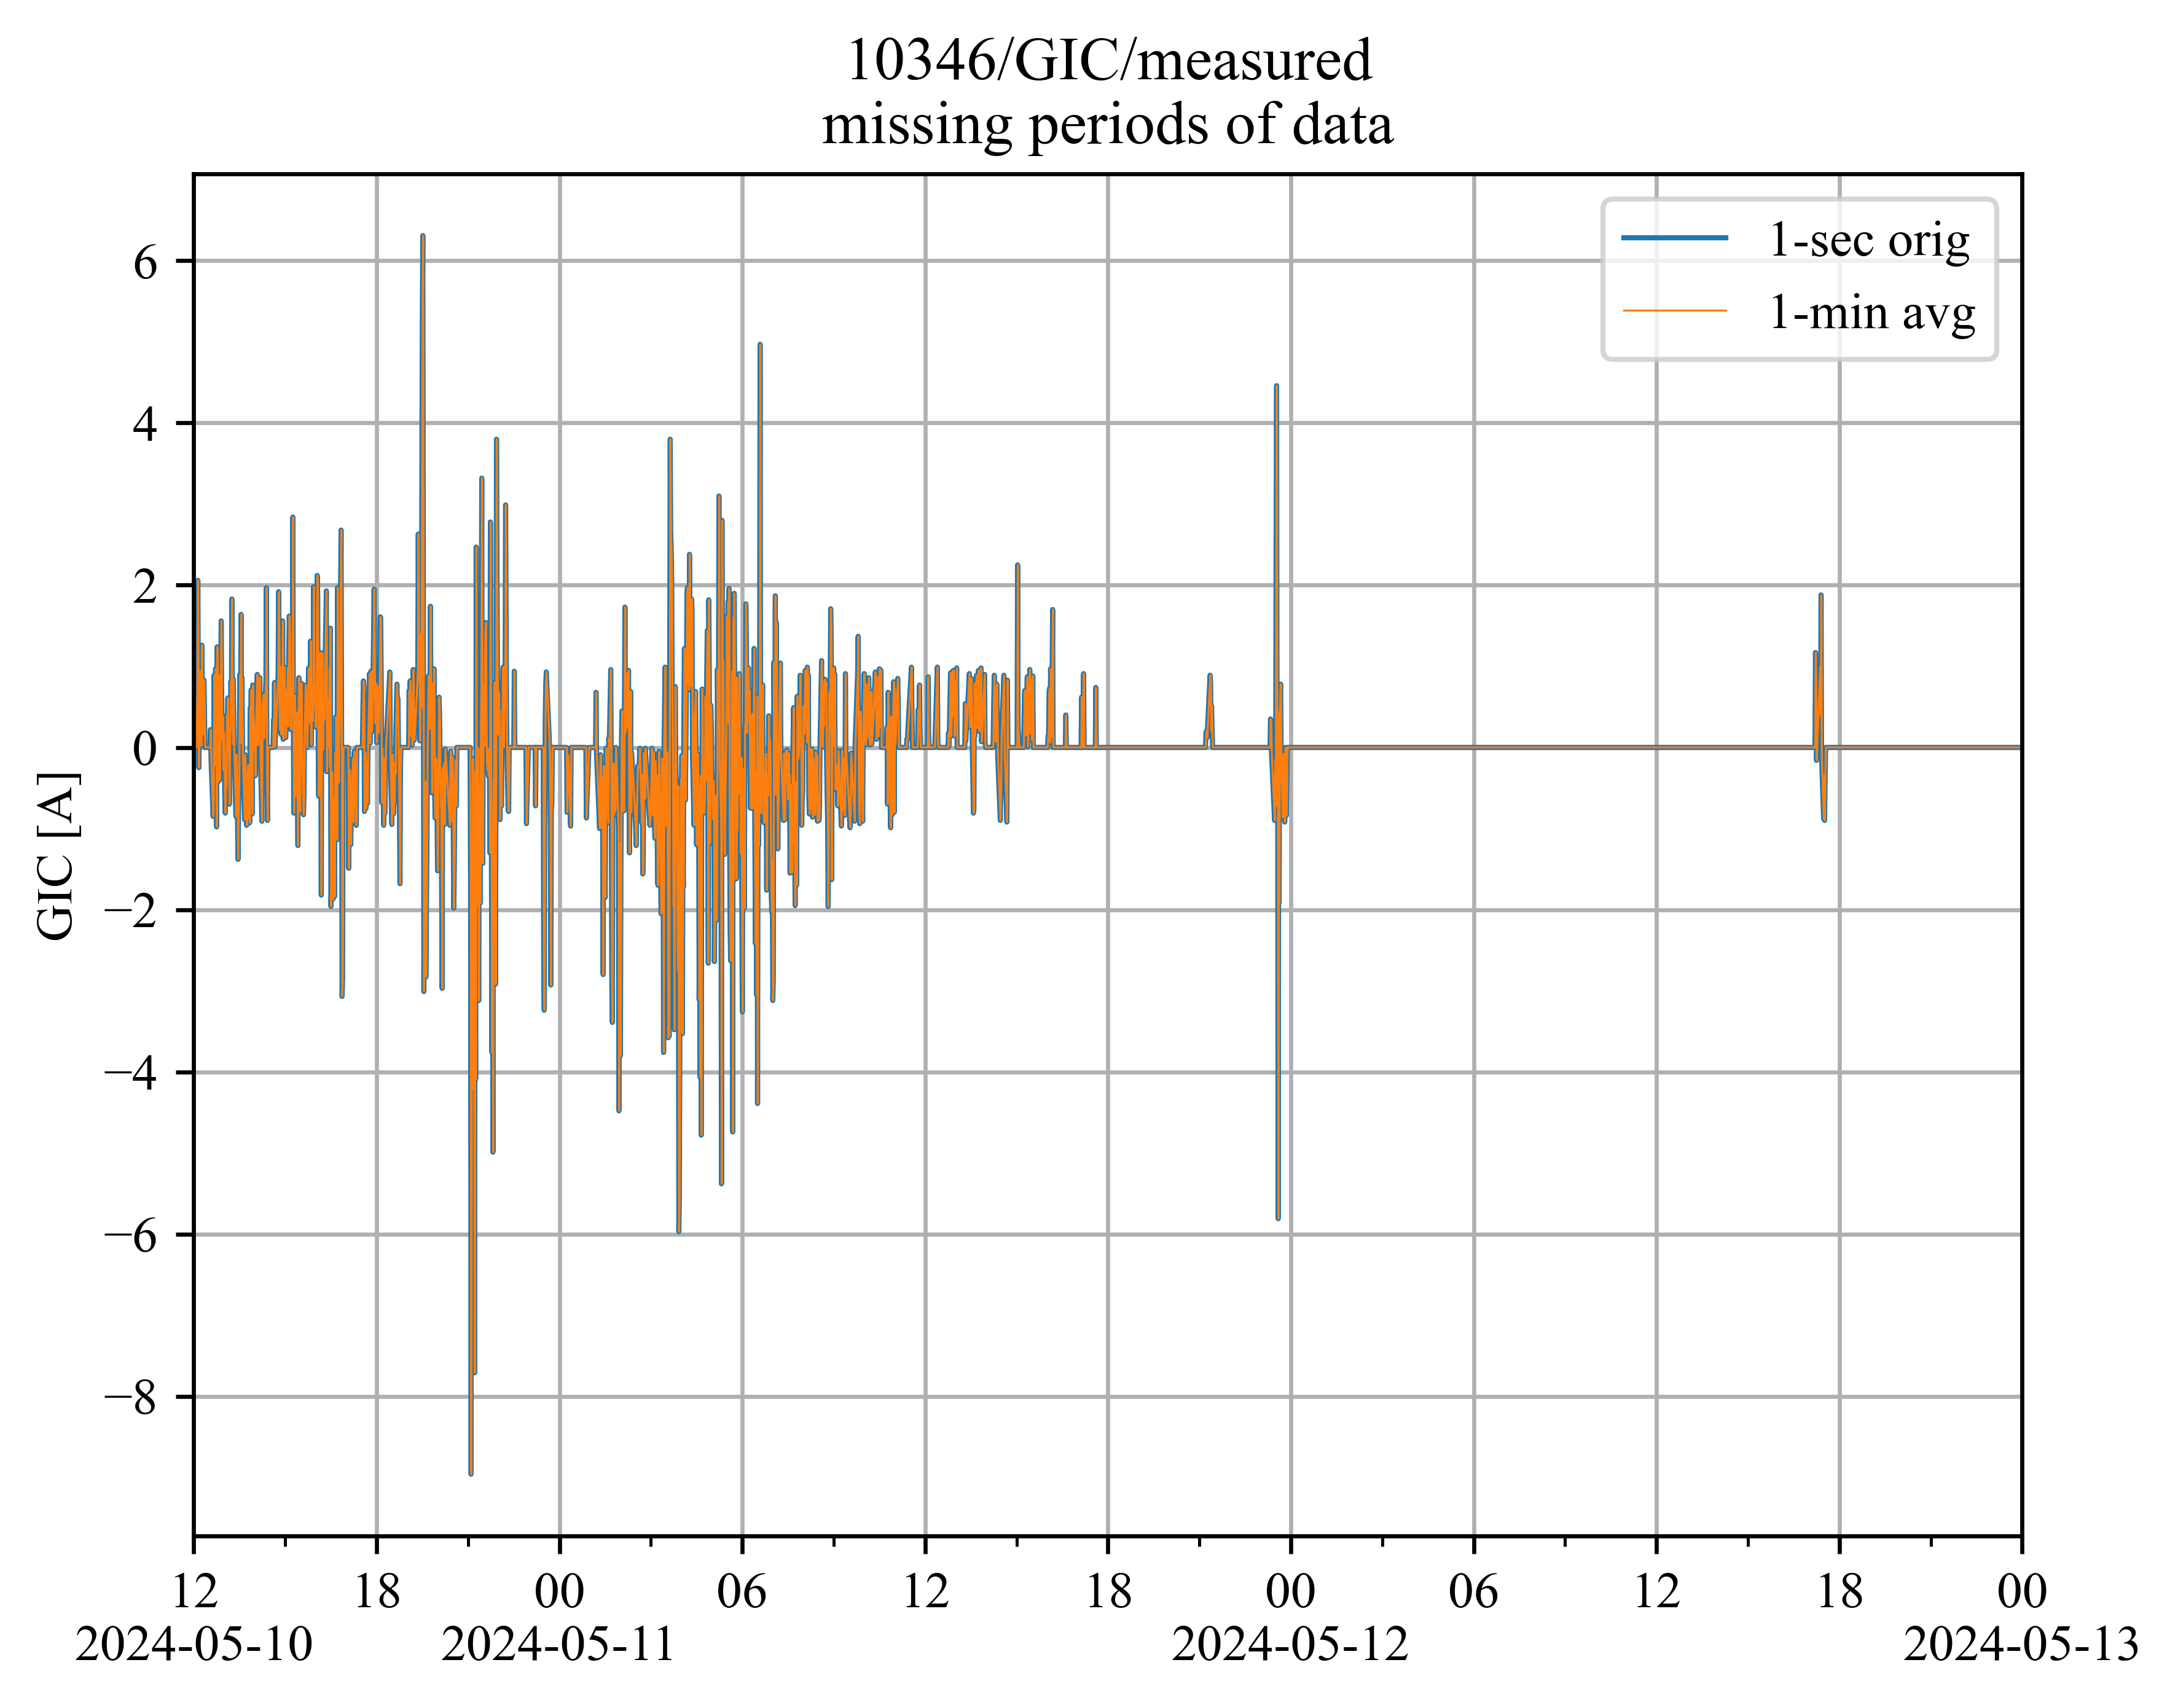 10346/GIC/measured
missing periods of data
1-sec orig
1-min avg
GIC [A]
6
4
2
0
−2
−4
−6
−8
12 18 00 06 12 18 00 06 12 18 00
2024-05-10 2024-05-11 2024-05-12 2024-05-13